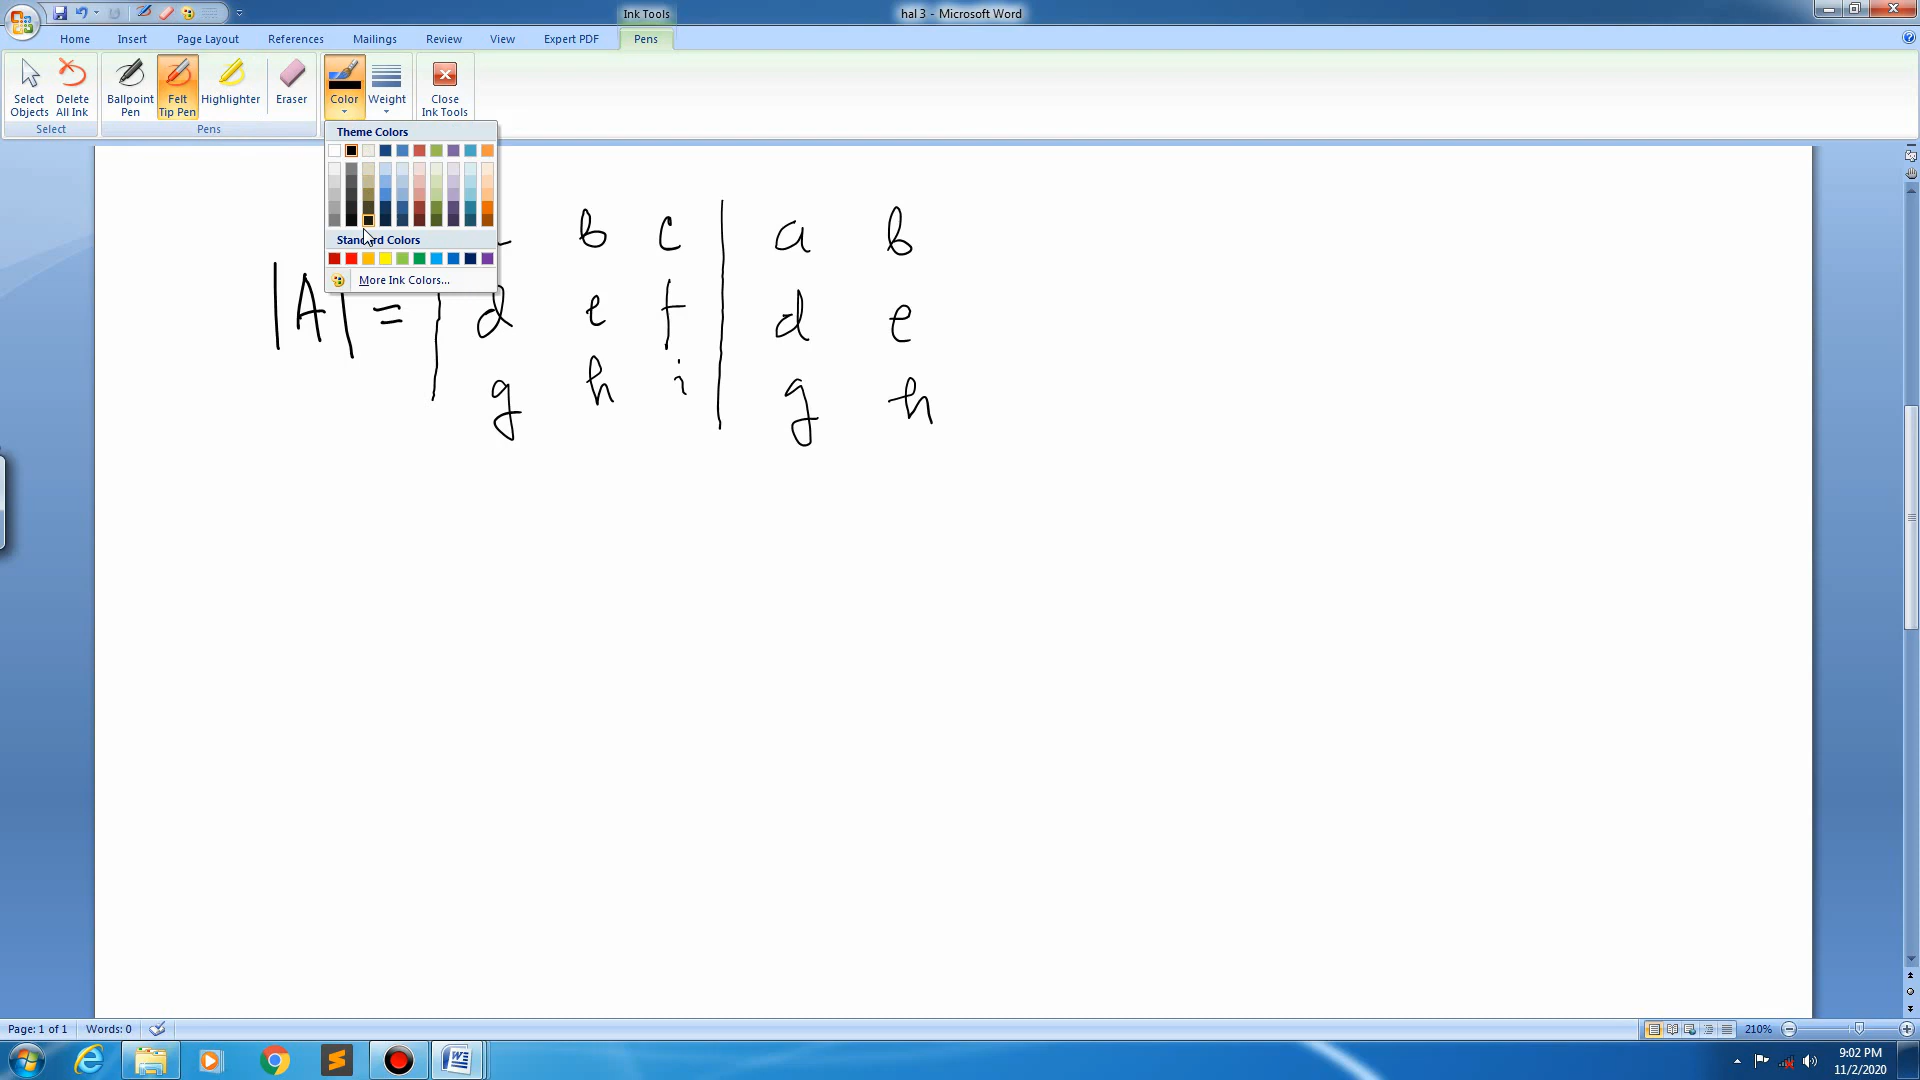 Ink Tools
hal 3 - Microsoft Word
Home Insert Page Layout References Mailings Review View Expert PDF Pens
Select Objects Delete All Ink Ballpoint Pen Felt Tip Pen Highlighter Eraser Color Weight Close Ink Tools
Select Pens
Theme Colors
Standard Colors
More Ink Colors...
b c | a b
|A| = | d e f | d e
g h i | g h
Page: 1 of 1 Words: 0 210%
9:02 PM
11/2/2020